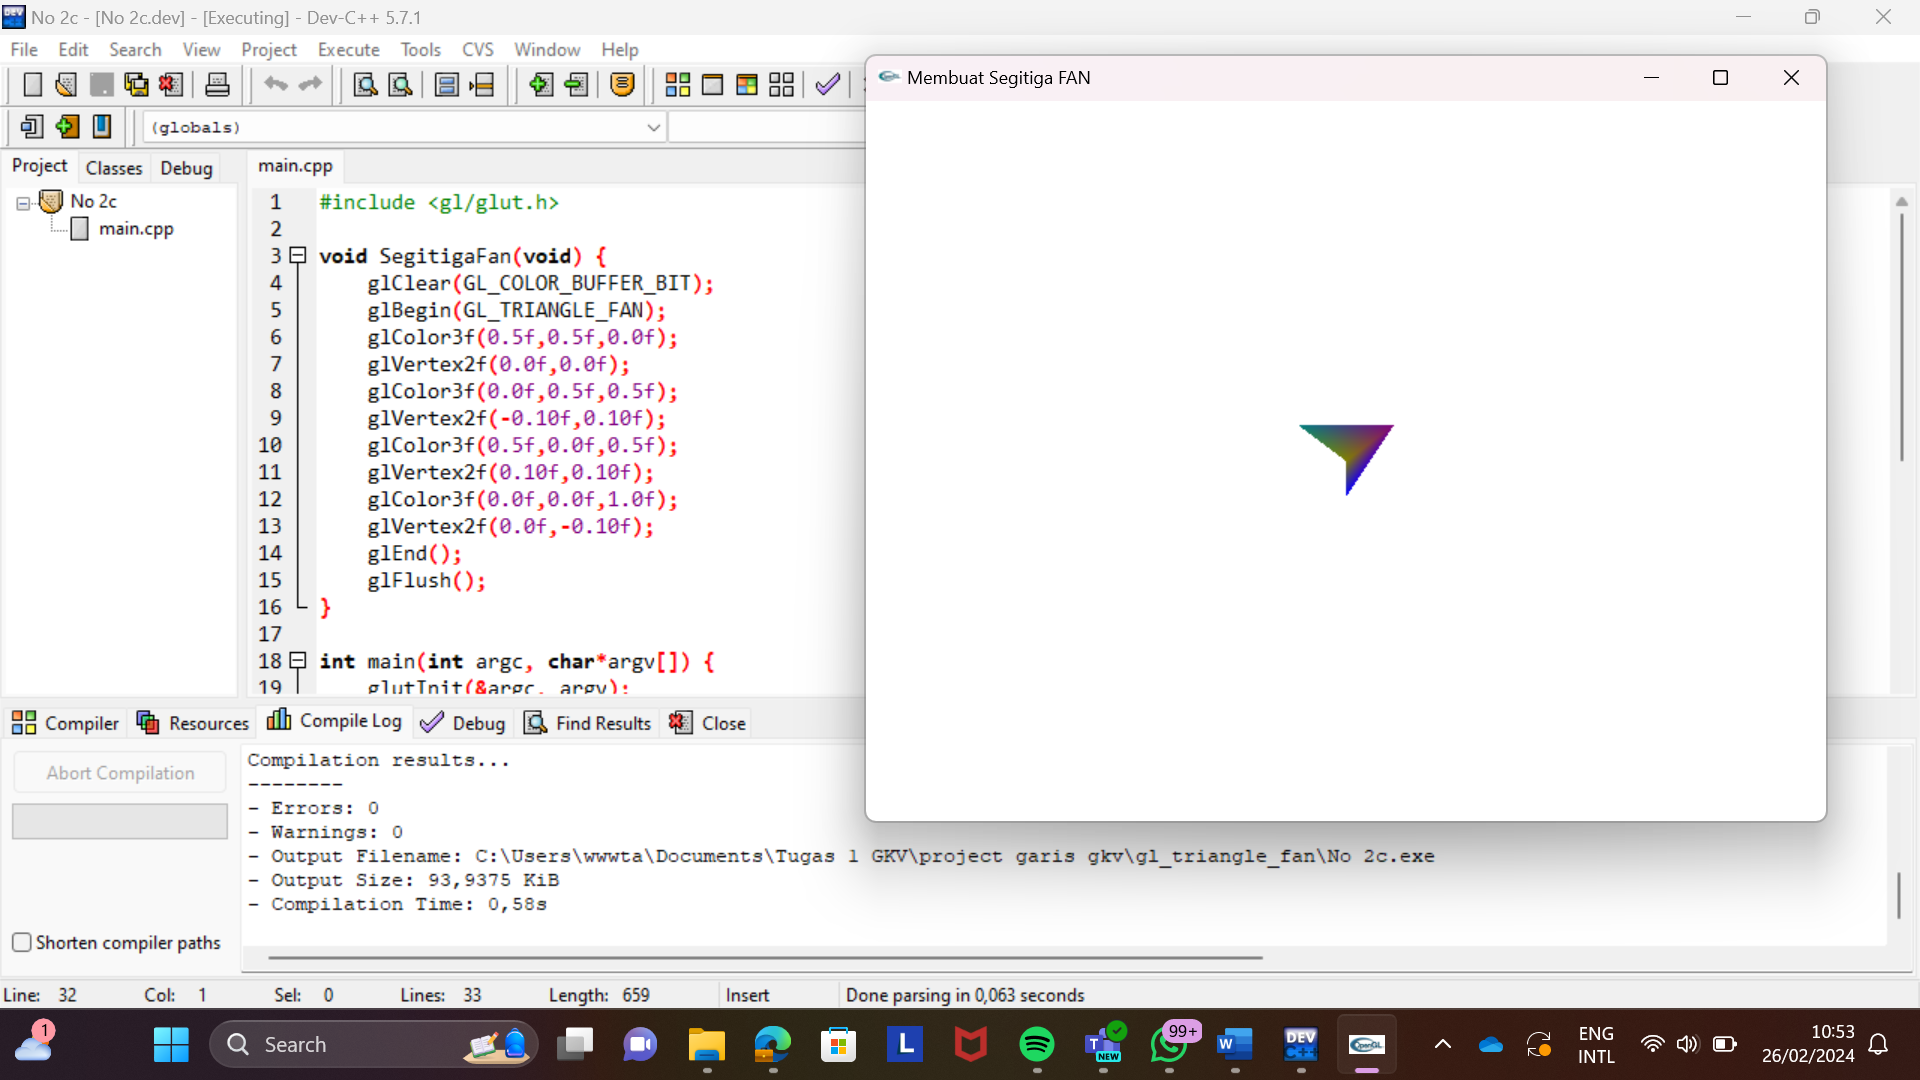 No 2c - [No 2c.dev] - [Executing] - Dev-C++ 5.7.1
File Edit Search View Project Execute Tools CVS Window Help
Membuat Segitiga FAN
(globals)
Project Classes Debug
main.cpp
No 2c
main.cpp
1 #include <gl/glut.h>
2
3 void SegitigaFan(void) {
4 glClear(GL_COLOR_BUFFER_BIT);
5 glBegin(GL_TRIANGLE_FAN);
6 glColor3f(0.5f,0.5f,0.0f);
7 glVertex2f(0.0f,0.0f);
8 glColor3f(0.0f,0.5f,0.5f);
9 glVertex2f(-0.10f,0.10f);
10 glColor3f(0.5f,0.0f,0.5f);
11 glVertex2f(0.10f,0.10f);
12 glColor3f(0.0f,0.0f,1.0f);
13 glVertex2f(0.0f,-0.10f);
14 glEnd();
15 glFlush();
16 }
17
18 int main(int argc, char*argv[]) {
19 glutInit(&argc, argv);
Compiler Resources Compile Log Debug Find Results Close
Abort Compilation
Shorten compiler paths
Compilation results...
--------
- Errors: 0
- Warnings: 0
- Output Filename: C:\Users\wwwta\Documents\Tugas 1 GKV\project garis gkv\gl_triangle_fan\No 2c.exe
- Output Size: 93,9375 KiB
- Compilation Time: 0,58s
Line: 32 Col: 1 Sel: 0 Lines: 33 Length: 659 Insert Done parsing in 0,063 seconds
1
Search
L
NEW
99+
W
DEV C++
OpenGL
ENG
INTL
10:53
26/02/2024